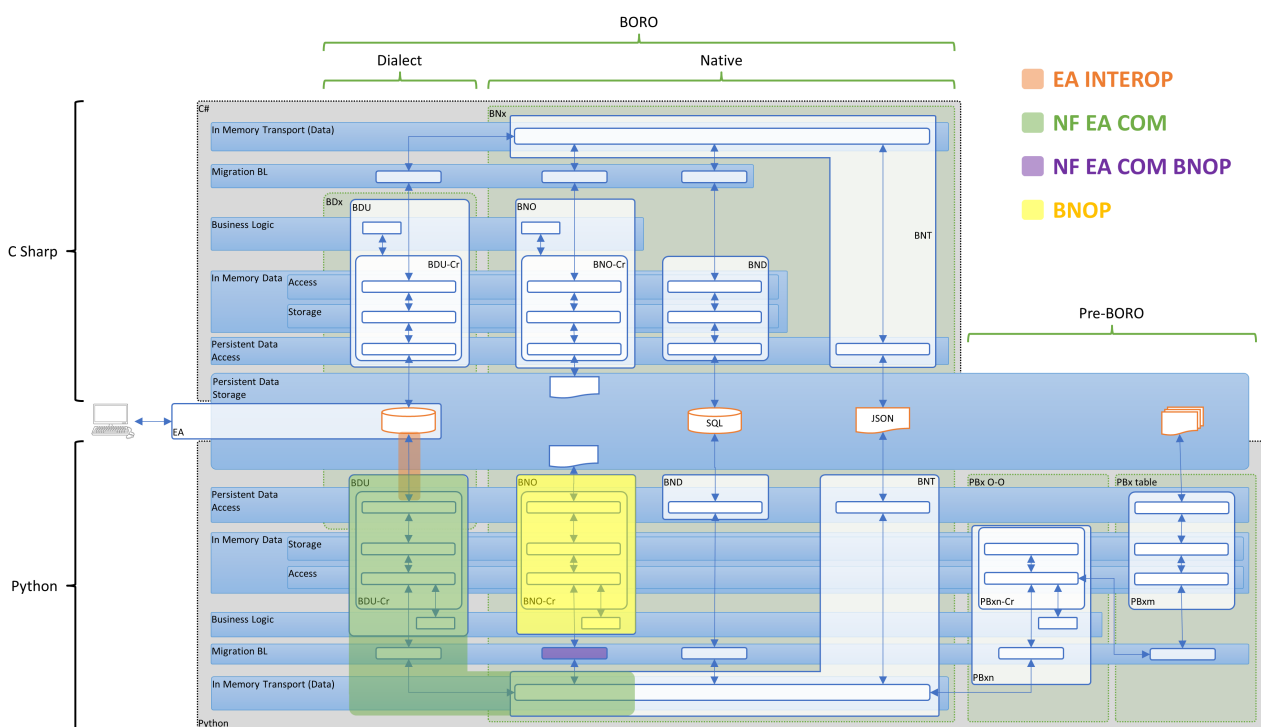 BORO
Dialect
Native
EA INTEROP
NF EA COM
NF EA COM BNOP
BNOP
C Sharp
C#
BNx
In Memory Transport (Data)
Migration BL
BDx
BDU
BNO
Business Logic
BNT
BDU-Cr
BNO-Cr
BND
In Memory Data
Access
Storage
Persistent Data
Access
Pre-BORO
Persistent Data
Storage
EA
SQL
JSON
Python
BDU
BNO
BND
BNT
PBx O-O
PBx table
Persistent Data
Access
In Memory Data
Storage
Access
BDU-Cr
BNO-Cr
PBxn-Cr
PBxm
Business Logic
Migration BL
PBxn
In Memory Transport (Data)
Python